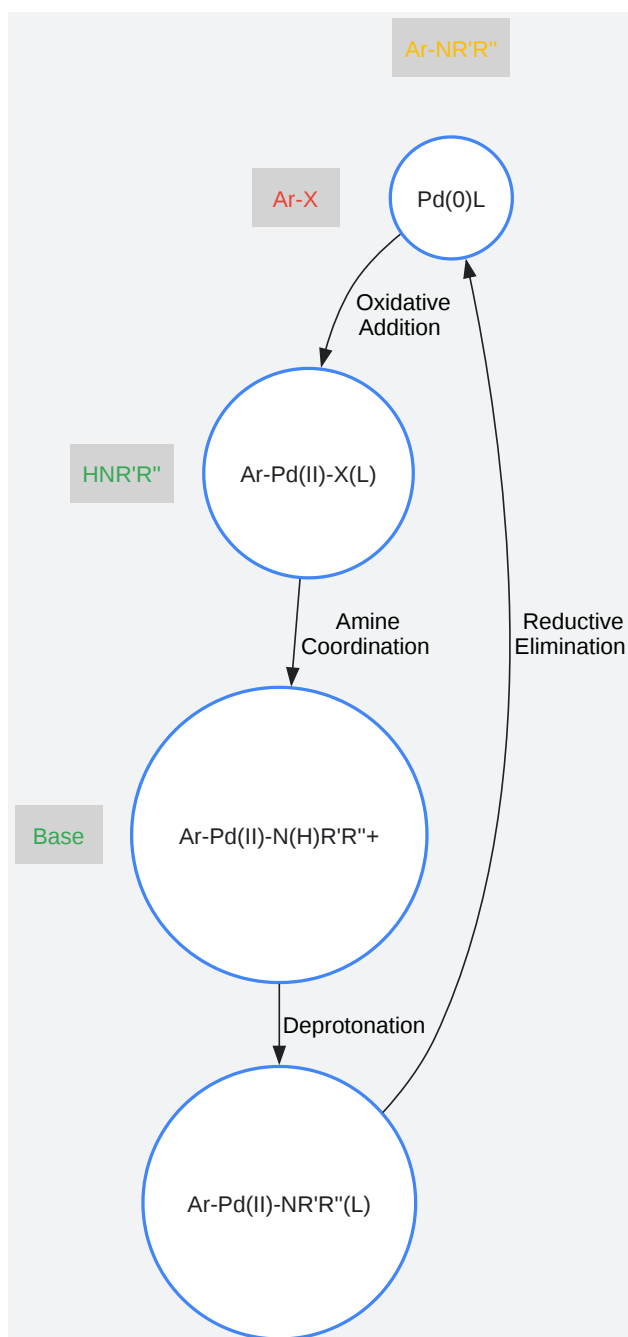 Ar-NR'R"
Ar-X
Pd(0)L
Oxidative
Addition
HNR'R"
Ar-Pd(II)-X(L)
Amine
Coordination
Reductive
Elimination
Base
Ar-Pd(II)-N(H)R'R"+
Deprotonation
Ar-Pd(II)-NR'R"(L)